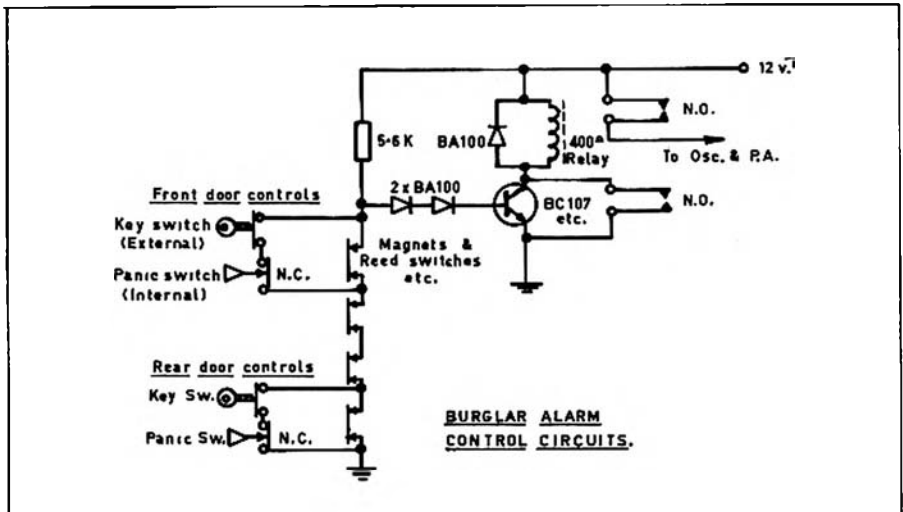 12 v.
N.O.
5·6K
BA100
400Ω
Relay
To Osc. & P.A.
Front door controls
2 x BA100
Key switch
(External)
BC107
etc.
N.O.
Magnets &
Reed switches
etc.
Panic switch
(Internal)
N.C.
Rear door controls
Key Sw.
Panic Sw.
N.C.
BURGLAR ALARM
CONTROL CIRCUITS.